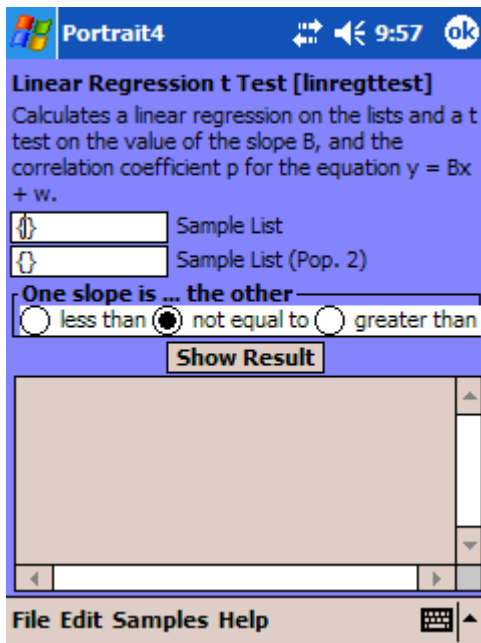 Portrait4 9:57 ok
Linear Regression t Test [linregttest]
Calculates a linear regression on the lists and a t
test on the value of the slope B, and the
correlation coefficient p for the equation y = Bx
+ w.
{} Sample List
{} Sample List (Pop. 2)
One slope is ... the other
less than not equal to greater than
Show Result
File Edit Samples Help